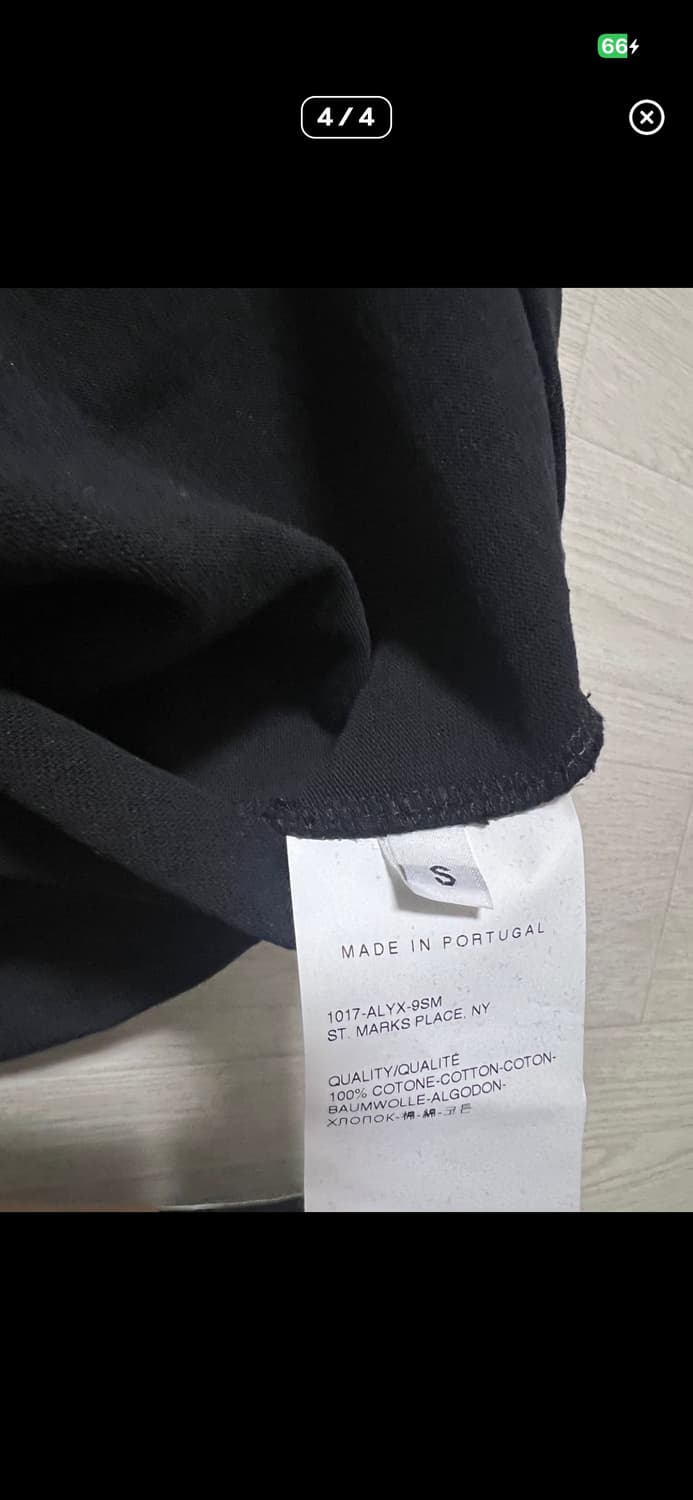 66
4/4
S
MADE IN PORTUGAL
1017-ALYX-9SM
ST. MARKS PLACE, NY
QUALITY/QUALITÉ
100% COTONE-COTTON-COTON-
BAUMWOLLE-ALGODON-
ХЛОПОК-棉-綿-코튼